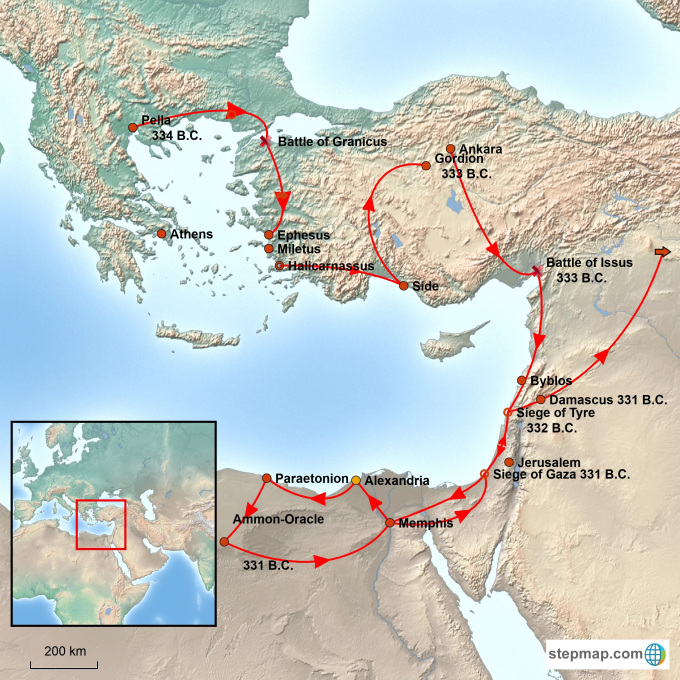 Pella
334 B.C.
Battle of Granicus
Ankara
Gordion
333 B.C.
Athens
Ephesus
Miletus
Halicarnassus
Side
Battle of Issus
333 B.C.
Byblos
Damascus 331 B.C.
Siege of Tyre
332 B.C.
Jerusalem
Siege of Gaza 331 B.C.
Paraetonion
Alexandria
Ammon-Oracle
Memphis
331 B.C.
200 km
stepmap.com